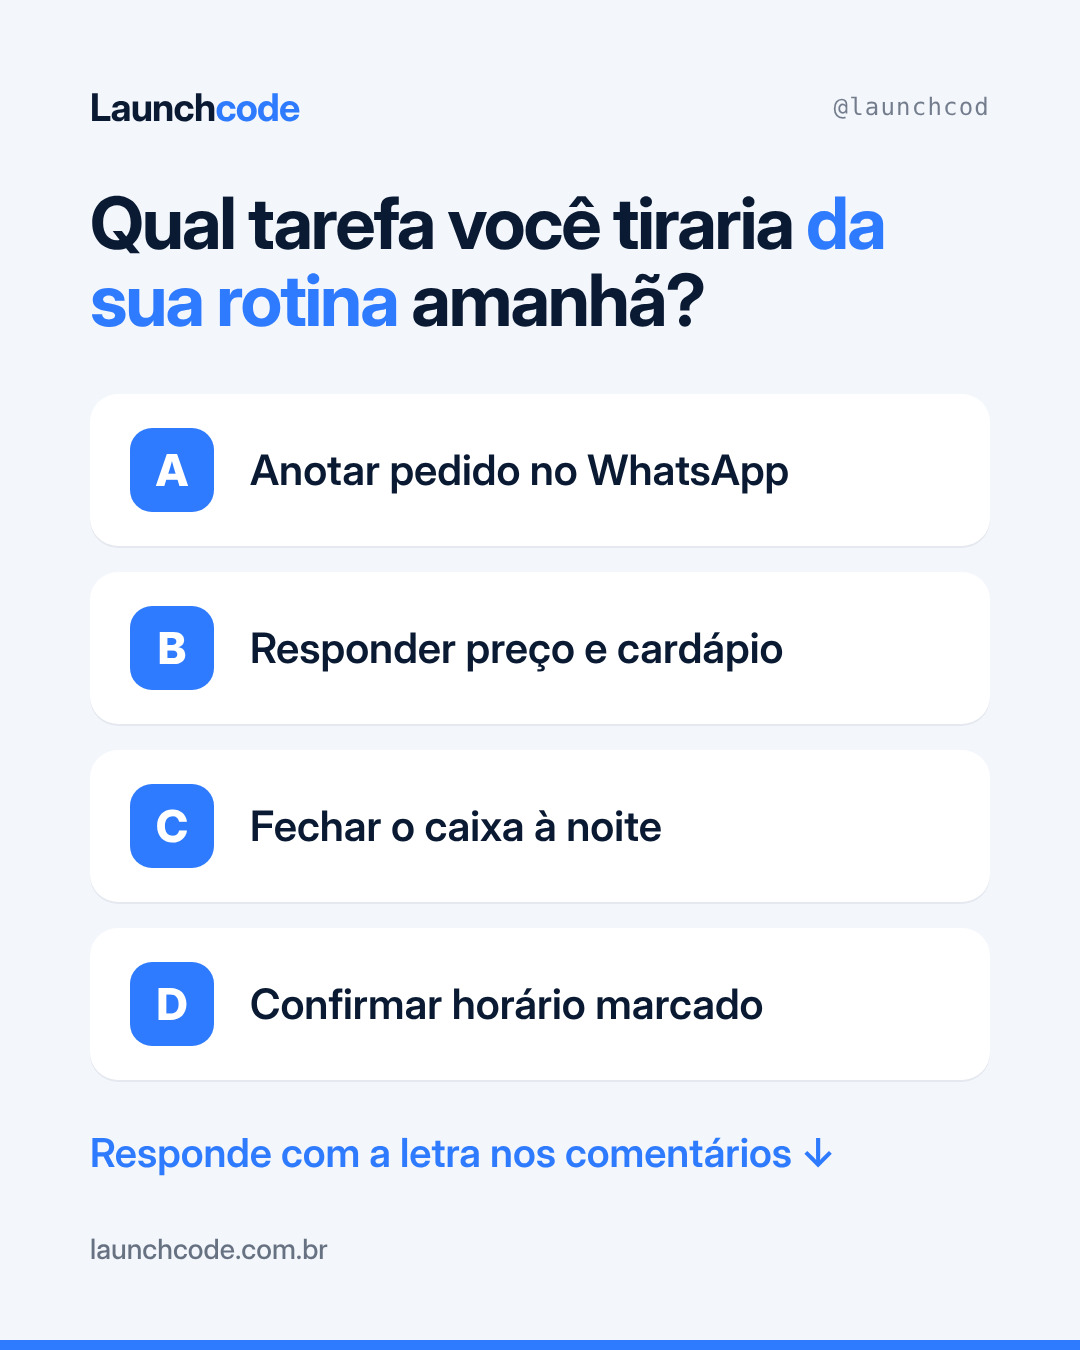 Launchcode
@launchcod
Qual tarefa você tiraria da
sua rotina amanhã?
A Anotar pedido no WhatsApp
B Responder preço e cardápio
C Fechar o caixa à noite
D Confirmar horário marcado
Responde com a letra nos comentários ↓
launchcode.com.br